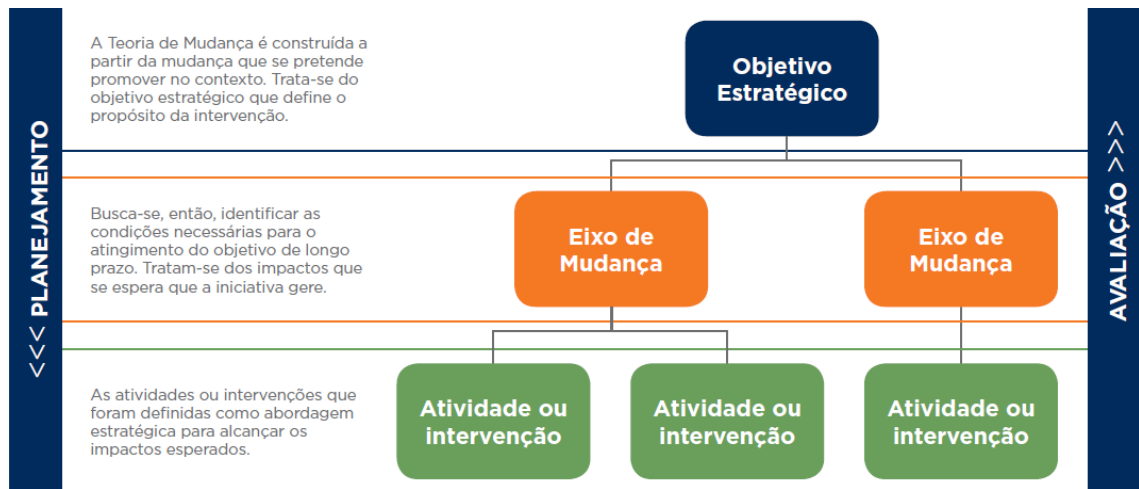 <<< PLANEJAMENTO
A Teoria de Mudança é construída a
partir da mudança que se pretende
promover no contexto. Trata-se do
objetivo estratégico que define o
propósito da intervenção.
Objetivo
Estratégico
Busca-se, então, identificar as
condições necessárias para o
atingimento do objetivo de longo
prazo. Tratam-se dos impactos que
se espera que a iniciativa gere.
Eixo de
Mudança
Eixo de
Mudança
As atividades ou intervenções que
foram definidas como abordagem
estratégica para alcançar os
impactos esperados.
Atividade ou
intervenção
Atividade ou
intervenção
Atividade ou
intervenção
AVALIAÇÃO >>>